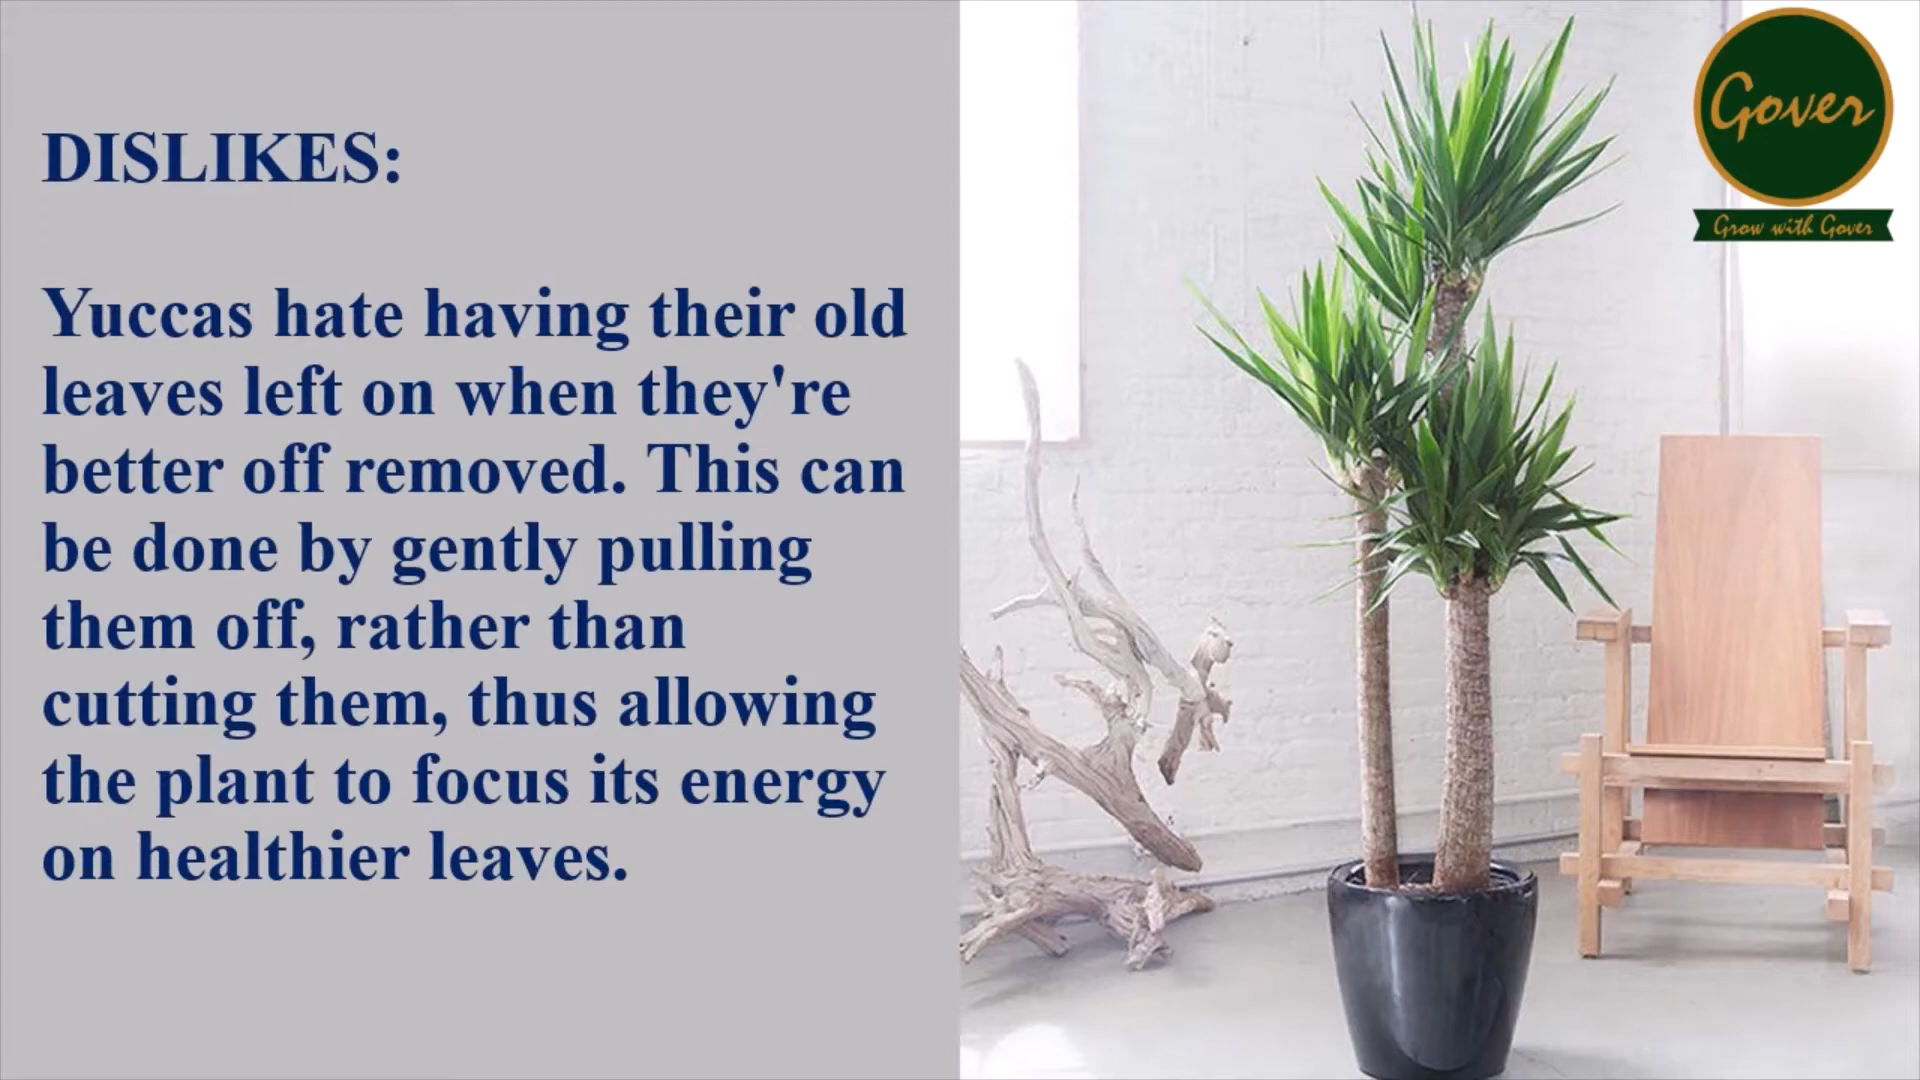 DISLIKES:
Yuccas hate having their old
leaves left on when they're
better off removed. This can
be done by gently pulling
them off, rather than
cutting them, thus allowing
the plant to focus its energy
on healthier leaves.
Gover
Grow with Gover